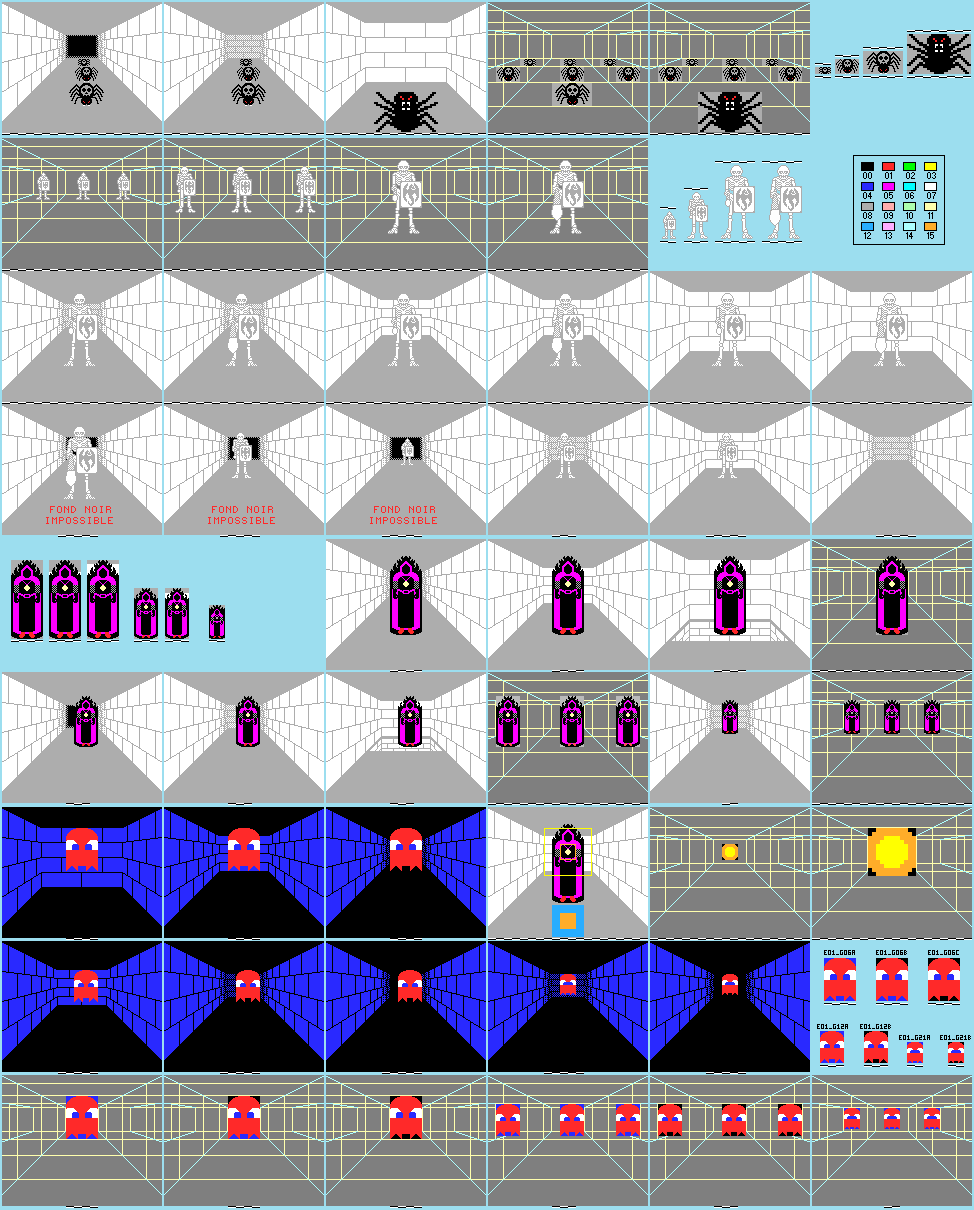 00 01 02 03
04 05 06 07
08 09 10 11
12 13 14 15
FOND NOIR
IMPOSSIBLE
FOND NOIR
IMPOSSIBLE
FOND NOIR
IMPOSSIBLE
E01_G06A E01_G06B E01_G06C
E01_G12A E01_G12B E01_G21A E01_G21B